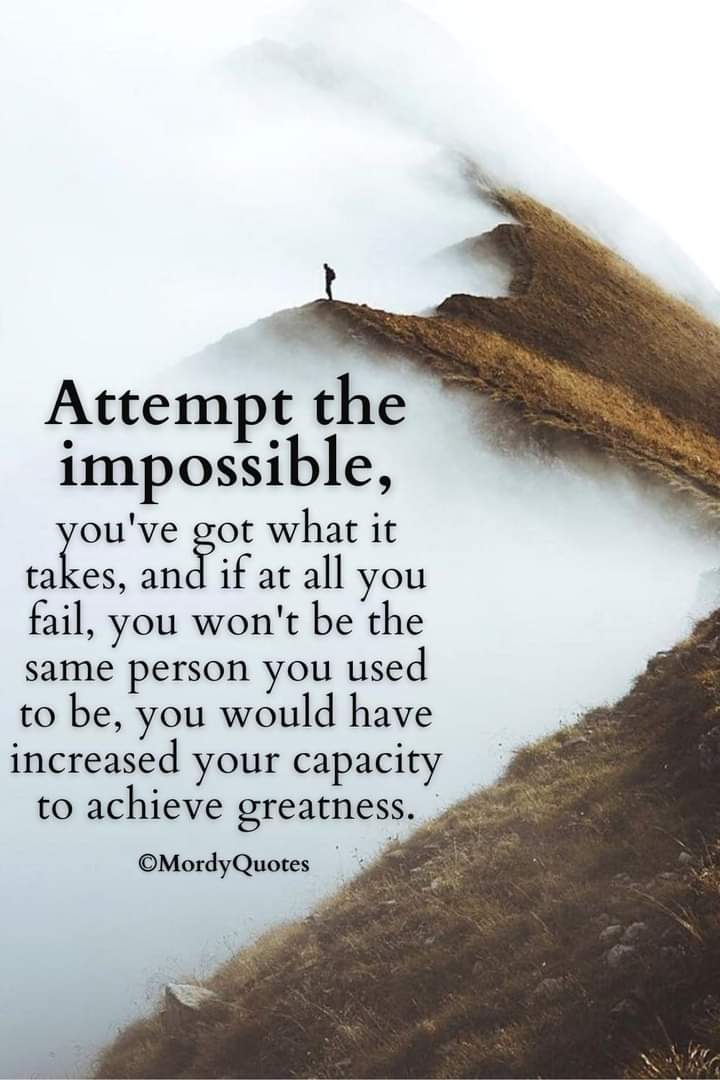 Attempt the
impossible,
you've got what it
takes, and if at all you
fail, you won't be the
same person you used
to be, you would have
increased your capacity
to achieve greatness.
©MordyQuotes